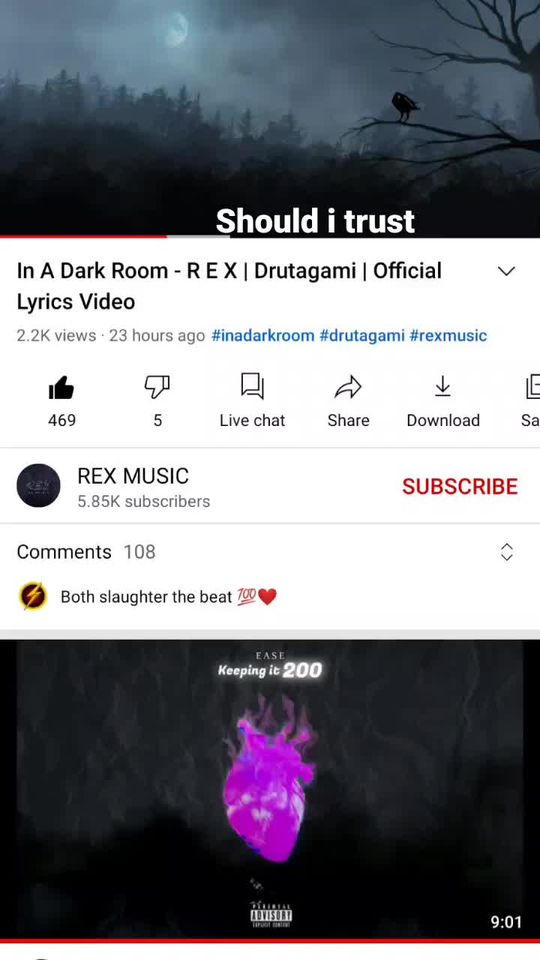 Should i trust
In A Dark Room - R E X | Drutagami | Official
Lyrics Video
2.2K views · 23 hours ago #inadarkroom #drutagami #rexmusic
469
5
Live chat
Share
Download
Sa
REX MUSIC
5.85K subscribers
SUBSCRIBE
Comments 108
Both slaughter the beat 💯❤️
EASE
Keeping it 200
PARENTAL
ADVISORY
EXPLICIT CONTENT
9:01